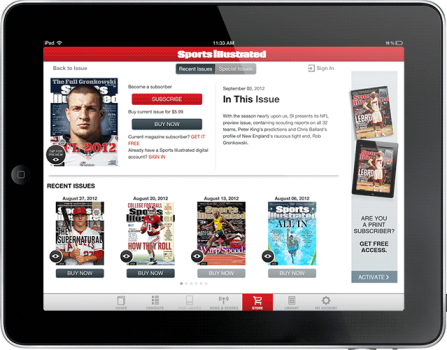 iPad
11:33 AM
Sports Illustrated
Back to Issue
Recent Issues
Special Issues
Sign In
The Full Gronkowski
Sports Illustrated
NFL 2012
Become a subscriber
SUBSCRIBE
Buy current issue for $5.99
BUY NOW
Current magazine subscriber? GET IT
FREE
Already have a Sports Illustrated digital
account? SIGN IN
September 03, 2012
In This Issue
With the season nearly upon us, SI presents its NFL
preview issue, containing scouting reports on all 32
teams, Peter King's predictions and Chris Ballard's
profile of New England's raucous tight end, Rob
Gronkowski.
RECENT ISSUES
August 27, 2012
August 20, 2012
August 13, 2012
August 06, 2012
THE
SUPERNATURAL
COLLEGE FOOTBALL
HOW THEY ROLL
Sports Illustrated
Sports Illustrated
ALL IN
BUY NOW
BUY NOW
BUY NOW
BUY NOW
LEBRON
LEBRON
ARE YOU
A PRINT
SUBSCRIBER?
GET FREE
ACCESS.
ACTIVATE >
STORE